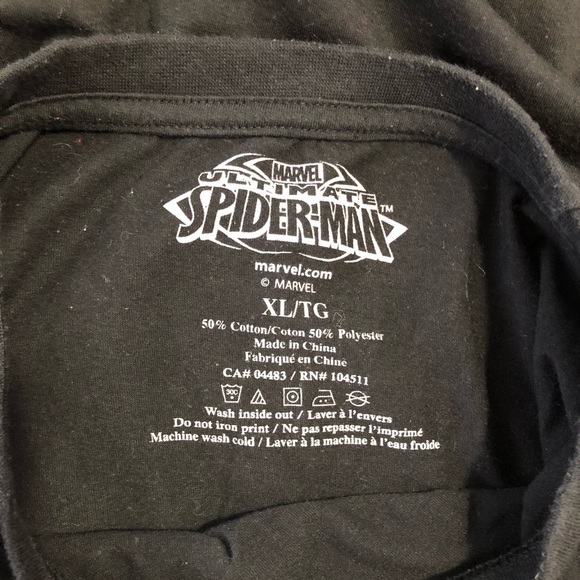 MARVEL
ULTIMATE
SPIDER-MAN™
marvel.com
© MARVEL
XL/TG
50% Cotton/Coton 50% Polyester
Made in China
Fabriqué en Chine
CA# 04483 / RN# 104511
30C
Wash inside out / Laver à l'envers
Do not iron print / Ne pas repasser l'imprimé
Machine wash cold / Laver à la machine à l'eau froide